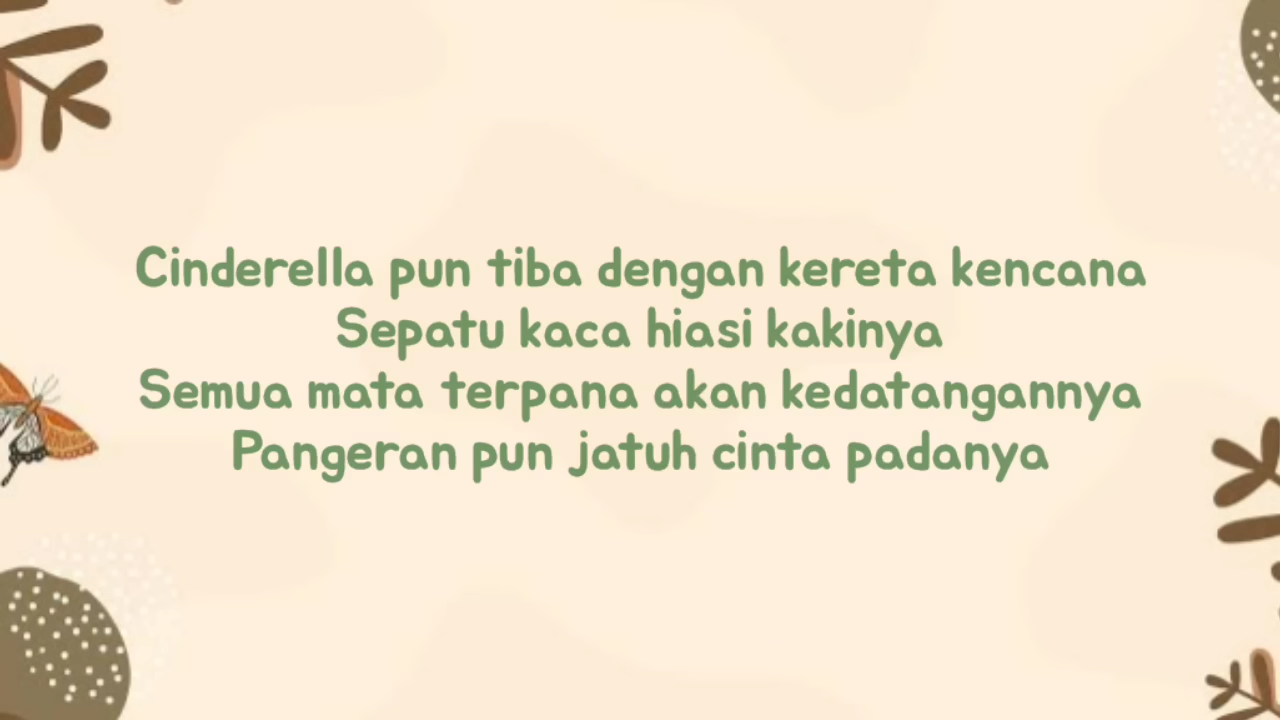 Cinderella pun tiba dengan kereta kencana
Sepatu kaca hiasi kakinya
Semua mata terpana akan kedatangannya
Pangeran pun jatuh cinta padanya